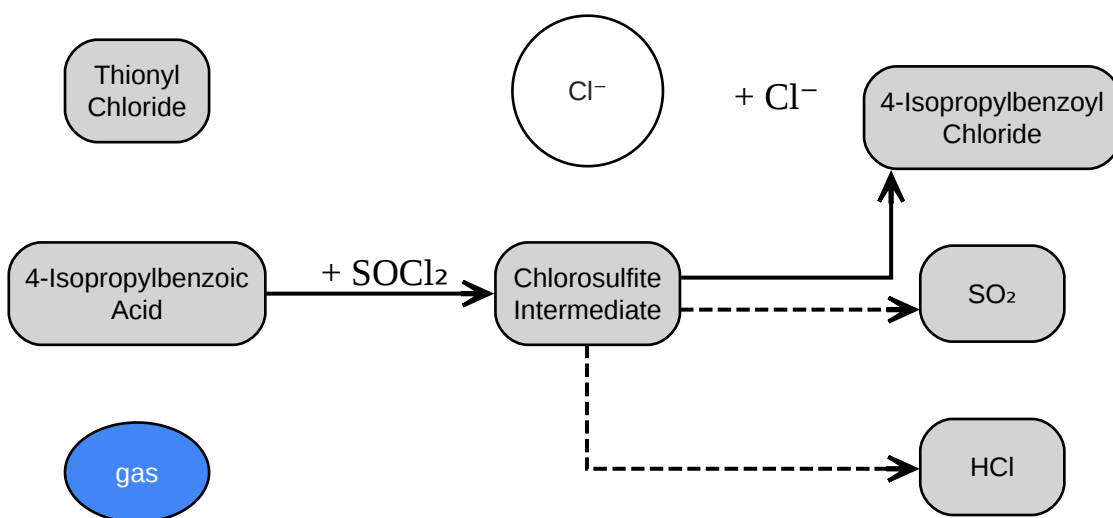 Thionyl
Chloride
Cl⁻
+ Cl⁻
4-Isopropylbenzoyl
Chloride
4-Isopropylbenzoic
Acid
+ SOCl₂
Chlorosulfite
Intermediate
SO₂
gas
HCl